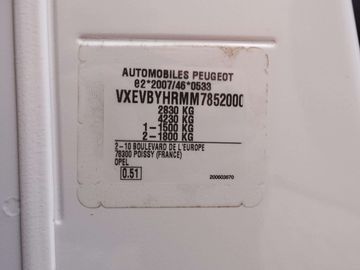 AUTOMOBILES PEUGEOT
e2*2007/46*0533
VXEVBYHRMM7852000
2830 KG
4230 KG
1-1500 KG
2-1800 KG
2-10 BOULEVARD DE L'EUROPE
78300 POISSY (FRANCE)
OPEL
0.51
200603670